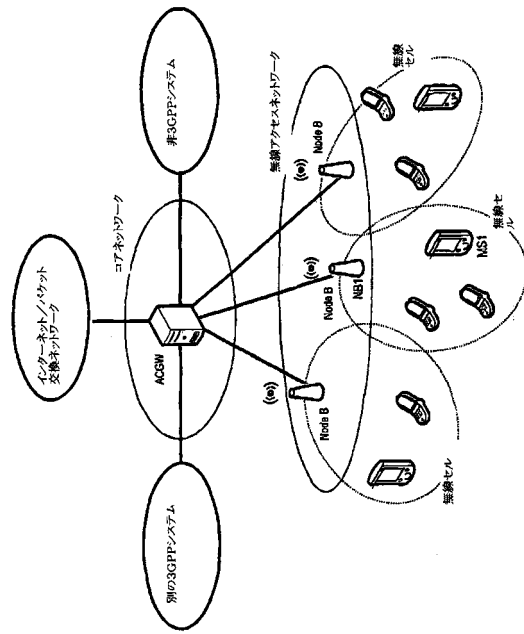 インターネット／パケット
交換ネットワーク
コアネットワーク
ACGW
別の3GPPシステム
非3GPPシステム
無線アクセスネットワーク
Node B
Node B
NB1
Node B
MS1
無線セル
無線セル
無線
セル